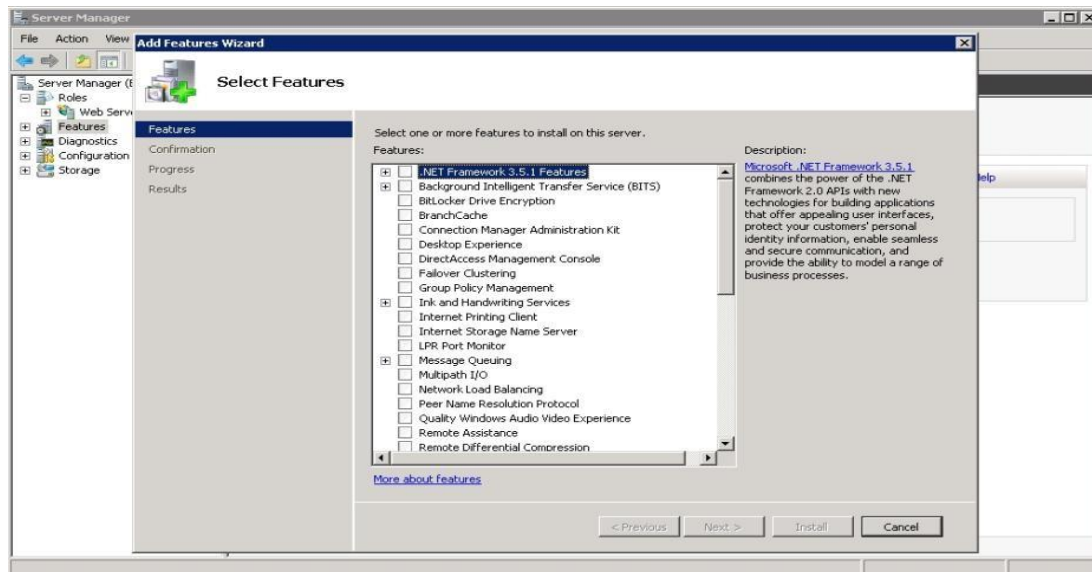 Server Manager
File Action View
Add Features Wizard
Select Features
Server Manager (
Roles
Web Serv
Features
Diagnostics
Configuration
Storage
Features
Confirmation
Progress
Results
Select one or more features to install on this server.
Features:
.NET Framework 3.5.1 Features
Background Intelligent Transfer Service (BITS)
BitLocker Drive Encryption
BranchCache
Connection Manager Administration Kit
Desktop Experience
DirectAccess Management Console
Failover Clustering
Group Policy Management
Ink and Handwriting Services
Internet Printing Client
Internet Storage Name Server
LPR Port Monitor
Message Queuing
Multipath I/O
Network Load Balancing
Peer Name Resolution Protocol
Quality Windows Audio Video Experience
Remote Assistance
Remote Differential Compression
Description:
Microsoft .NET Framework 3.5.1
combines the power of the .NET
Framework 2.0 APIs with new
technologies for building applications
that offer appealing user interfaces,
protect your customers' personal
identity information, enable seamless
and secure communication, and
provide the ability to model a range of
business processes.
elp
More about features
< Previous
Next >
Install
Cancel